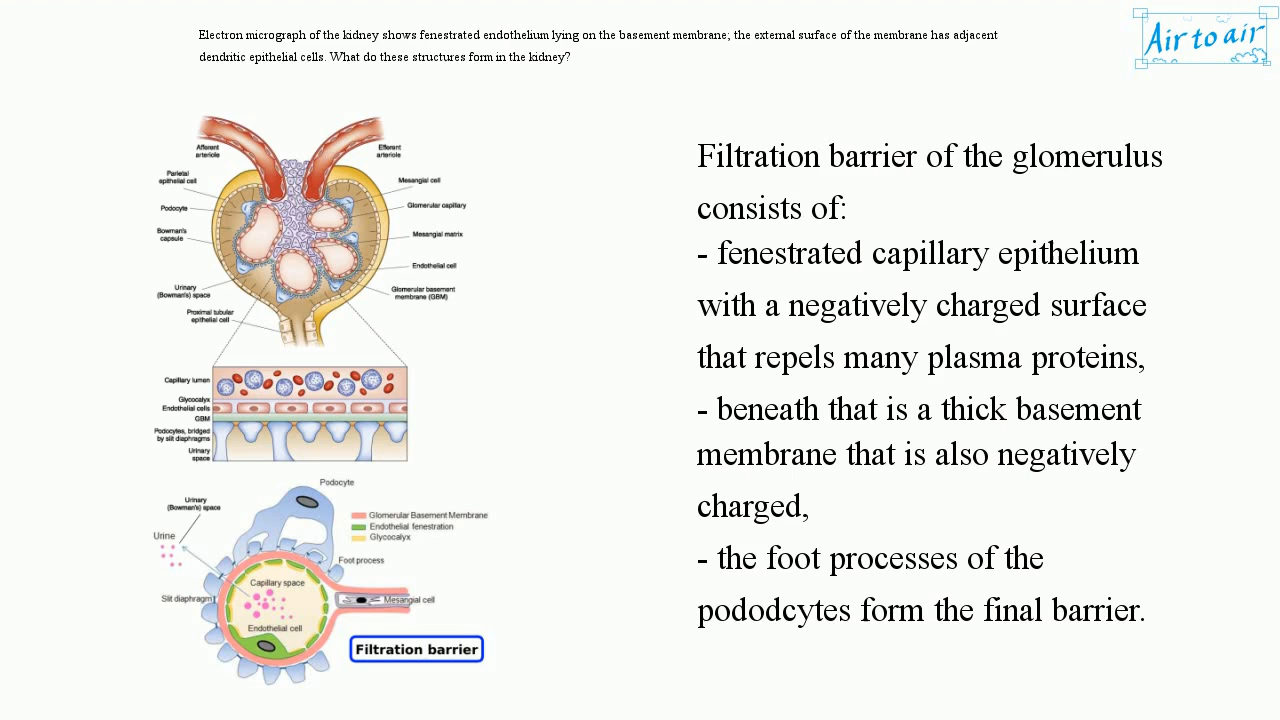 Electron micrograph of the kidney shows fenestrated endothelium lying on the basement membrane; the external surface of the membrane has adjacent
dendritic epithelial cells. What do these structures form in the kidney?
Air to air
Afferent
arteriole
Efferent
arteriole
Parietal
epithelial cell
Mesangial cell
Podocyte
Glomerular capillary
Bowman's
capsule
Mesangial matrix
Endothelial cell
Urinary
(Bowman's) space
Glomerular basement
membrane (GBM)
Proximal tubular
epithelial cell
Capillary lumen
Glycocalyx
Endothelial cells
GBM
Podocytes, bridged
by slit diaphragms
Urinary
space
Podocyte
Urinary
(Bowman's) space
Glomerular Basement Membrane
Endothelial fenestration
Glycocalyx
Urine
Foot process
Capillary space
Slit diaphragm
Mesangial cell
Endothelial cell
Filtration barrier
Filtration barrier of the glomerulus
consists of:
- fenestrated capillary epithelium
with a negatively charged surface
that repels many plasma proteins,
- beneath that is a thick basement
membrane that is also negatively
charged,
- the foot processes of the
pododcytes form the final barrier.